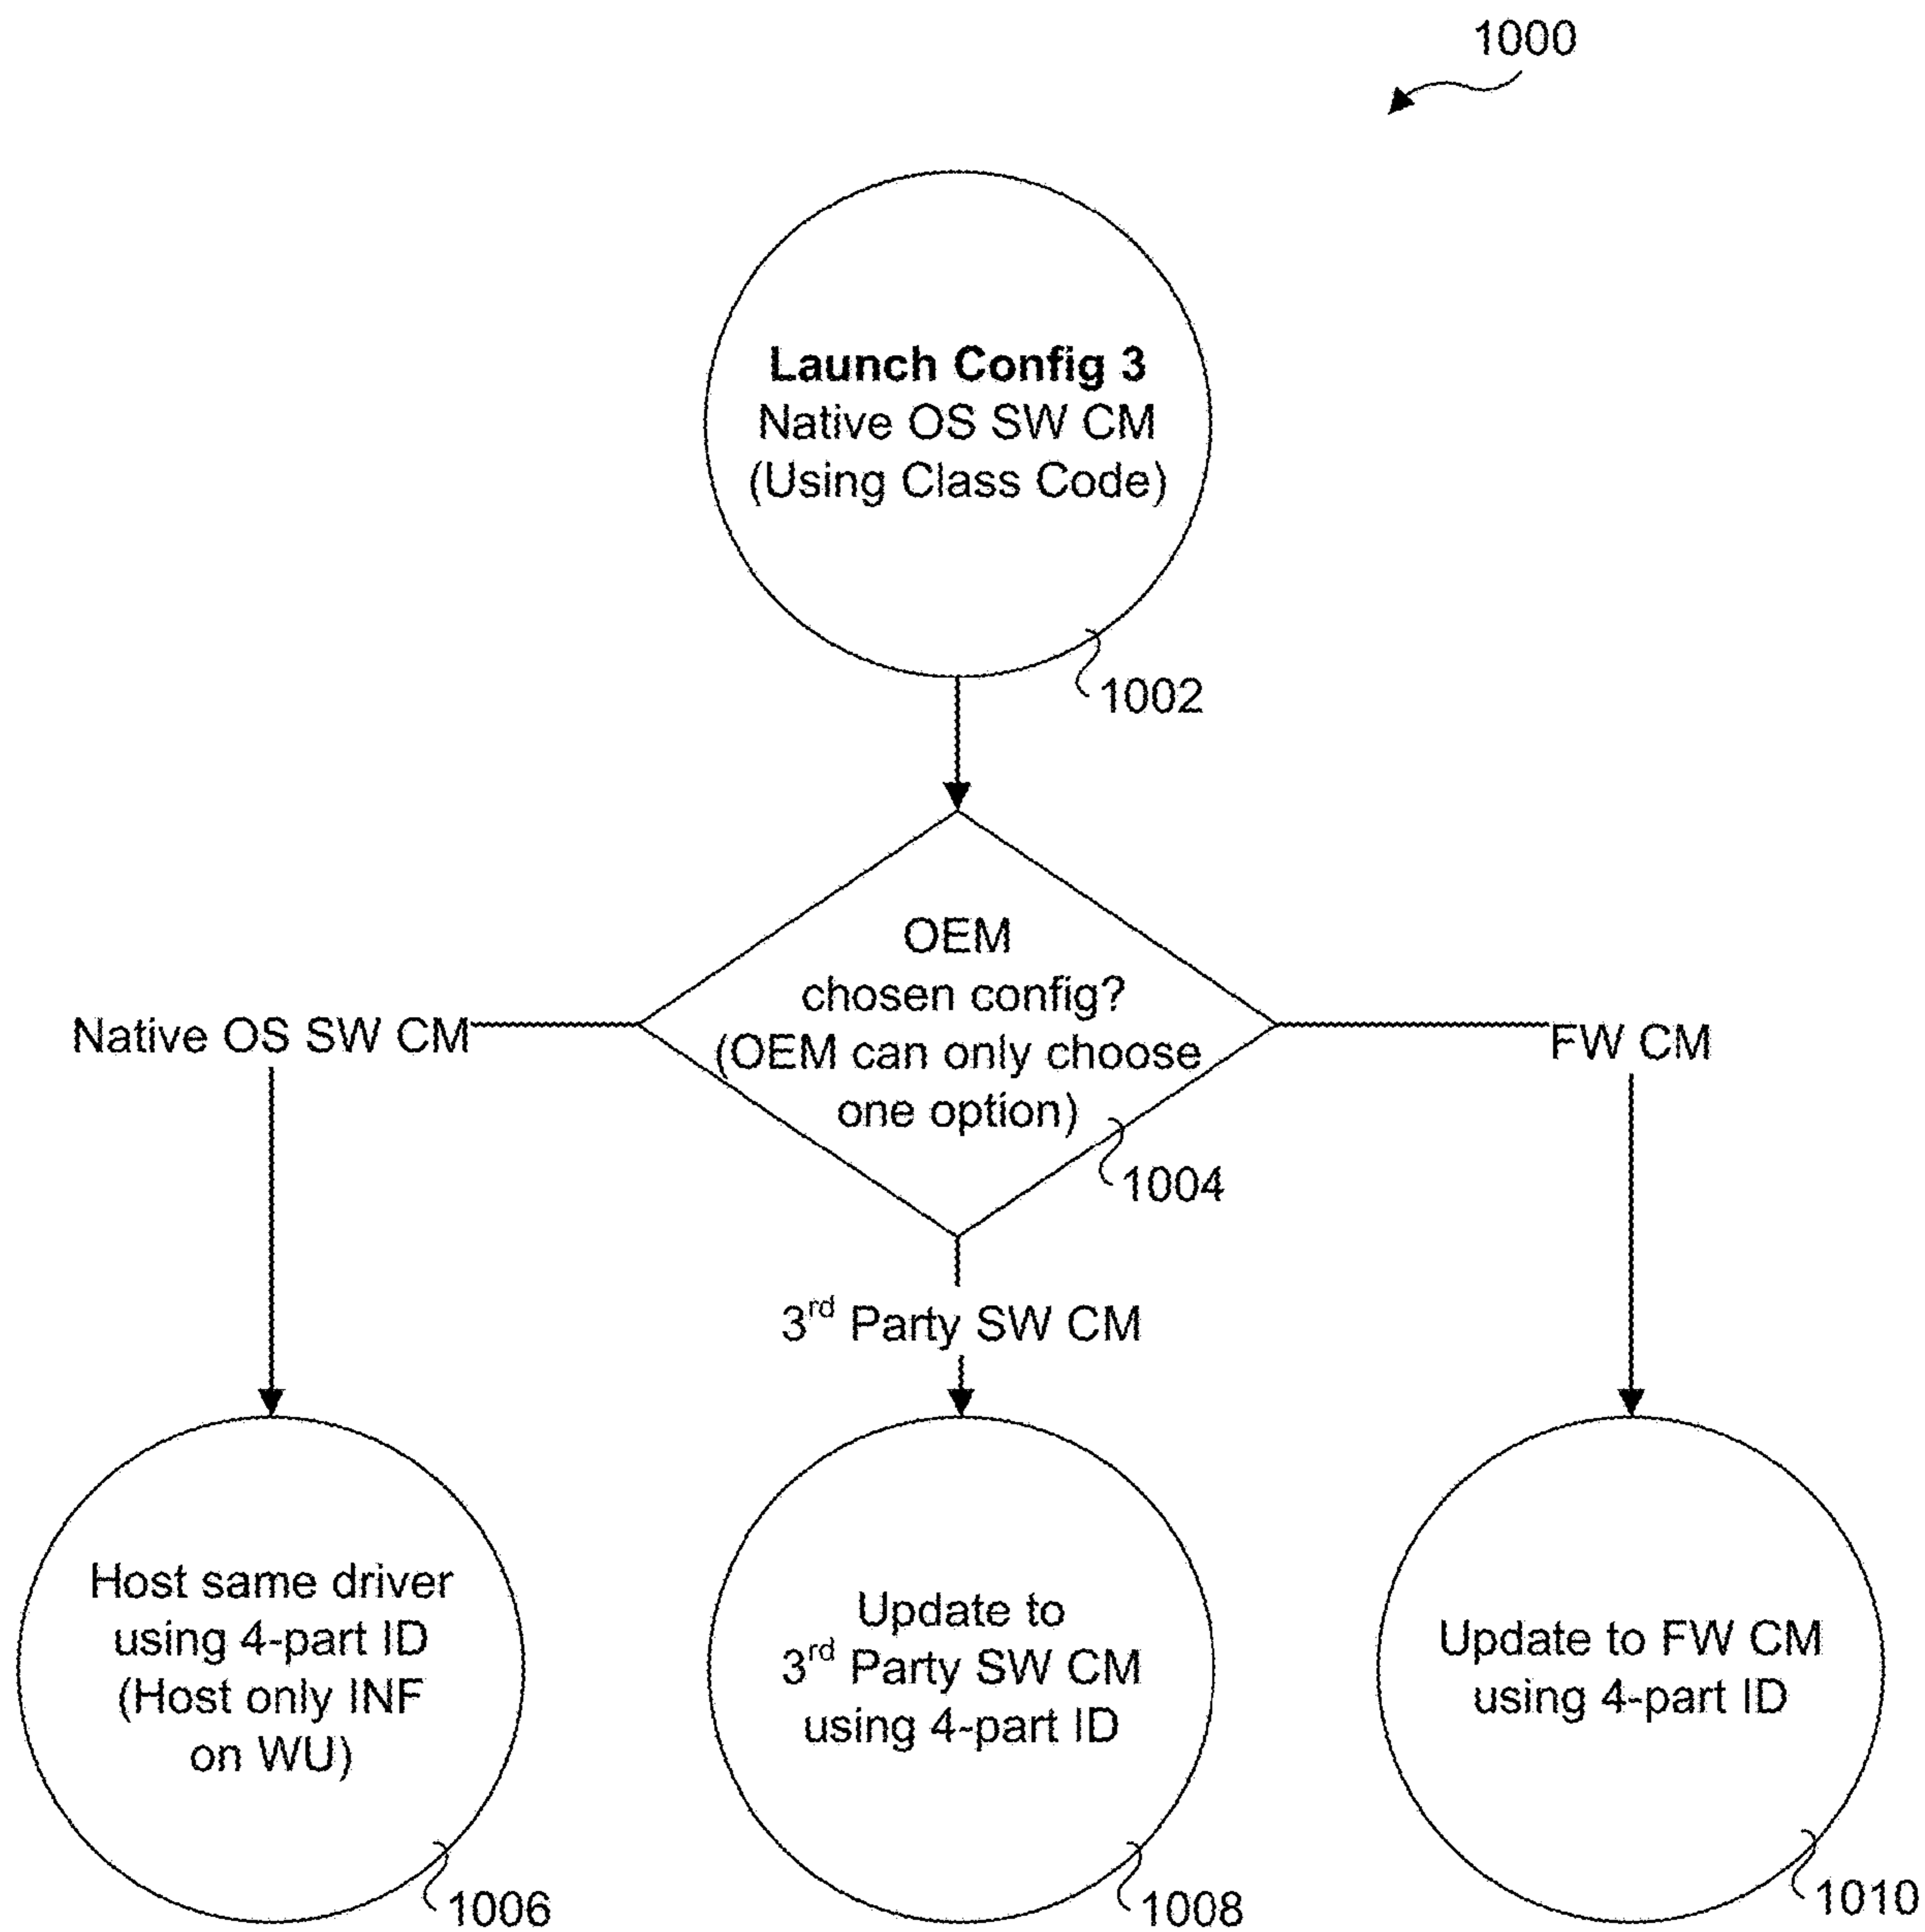 1000
Launch Config 3
Native OS SW CM
(Using Class Code)
1002
OEM
chosen config?
(OEM can only choose
one option)
1004
Native OS SW CM
FW CM
3rd Party SW CM
Host same driver
using 4-part ID
(Host only INF
on WU)
1006
Update to
3rd Party SW CM
using 4-part ID
1008
Update to FW CM
using 4-part ID
1010